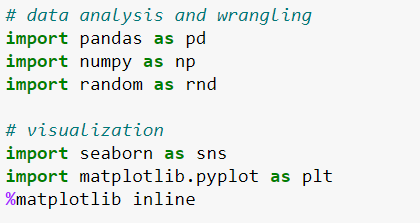 # data analysis and wrangling
import pandas as pd
import numpy as np
import random as rnd
# visualization
import seaborn as sns
import matplotlib.pyplot as plt
%matplotlib inline